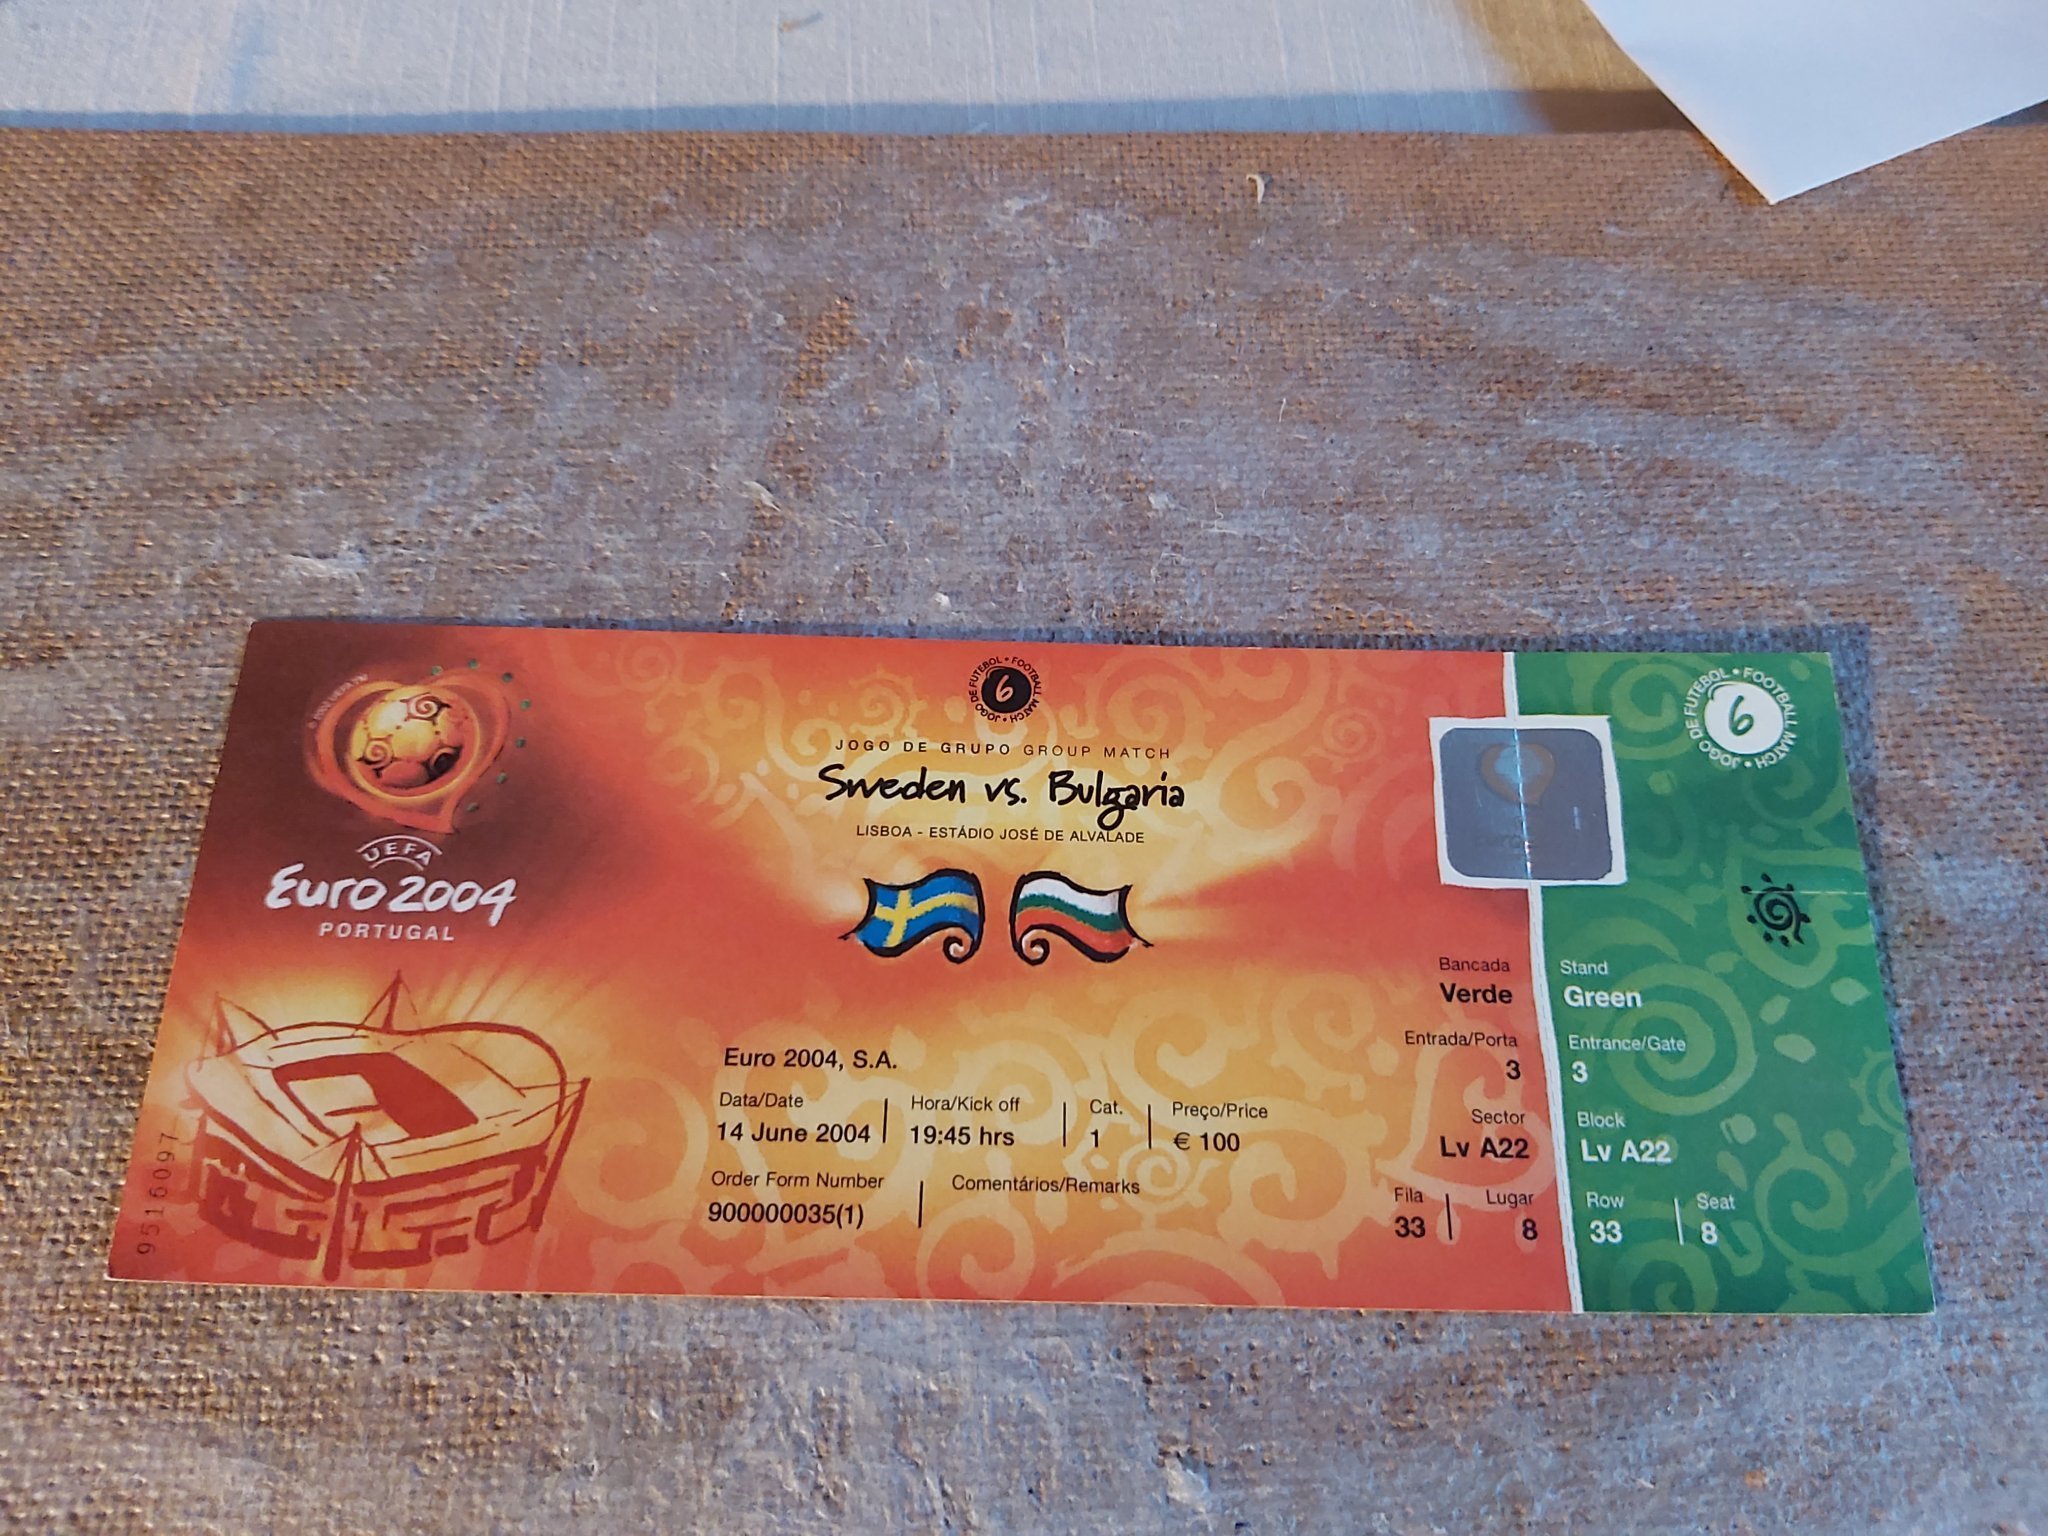 UEFA
Euro 2004
PORTUGAL
9516097
JOGO DE FUTEBOL • FOOTBALL MATCH •
6
JOGO DE GRUPO GROUP MATCH
Sweden vs. Bulgaria
LISBOA - ESTÁDIO JOSÉ DE ALVALADE
Euro 2004, S.A.
Data/Date Hora/Kick off Cat. Preço/Price
14 June 2004 19:45 hrs 1 € 100
Order Form Number Comentários/Remarks
900000035(1)
Bancada
Verde
Entrada/Porta
3
Sector
Lv A22
Fila Lugar
33 8
JOGO DE FUTEBOL • FOOTBALL MATCH •
6
Stand
Green
Entrance/Gate
3
Block
Lv A22
Row Seat
33 8